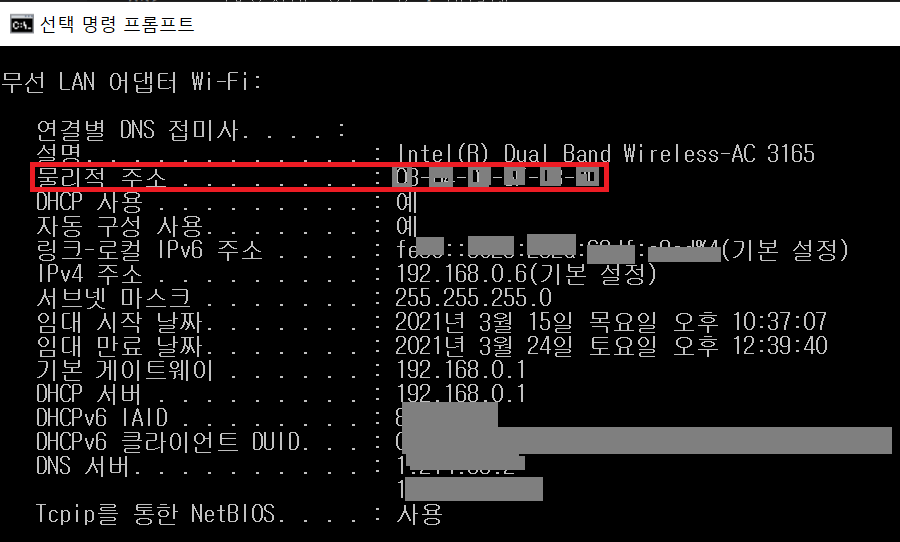 선택 명령 프롬프트
무선 LAN 어댑터 Wi-Fi:
연결별 DNS 접미사. . . . :
설명. . . . . . . . . . . . : Intel(R) Dual Band Wireless-AC 3165
물리적 주소 . . . . . . . . :
DHCP 사용 . . . . . . . . . : 예
자동 구성 사용. . . . . . . : 예
링크-로컬 IPv6 주소 . . . . : (기본 설정)
IPv4 주소 . . . . . . . . . : 192.168.0.6(기본 설정)
서브넷 마스크 . . . . . . . : 255.255.255.0
임대 시작 날짜. . . . . . . : 2021년 3월 15일 목요일 오후 10:37:07
임대 만료 날짜. . . . . . . : 2021년 3월 24일 토요일 오후 12:39:40
기본 게이트웨이 . . . . . . : 192.168.0.1
DHCP 서버 . . . . . . . . . : 192.168.0.1
DHCPv6 IAID . . . . . . . . :
DHCPv6 클라이언트 DUID. . . :
DNS 서버. . . . . . . . . . :
Tcpip를 통한 NetBIOS. . . . : 사용